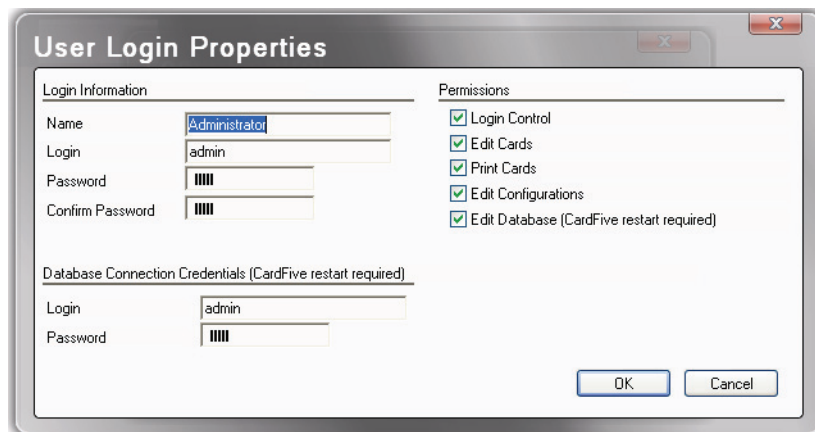 User Login Properties
Login Information
Name
Administrator
Login
admin
Password
Confirm Password
Database Connection Credentials (CardFive restart required)
Login
admin
Password
Permissions
Login Control
Edit Cards
Print Cards
Edit Configurations
Edit Database (CardFive restart required)
OK
Cancel